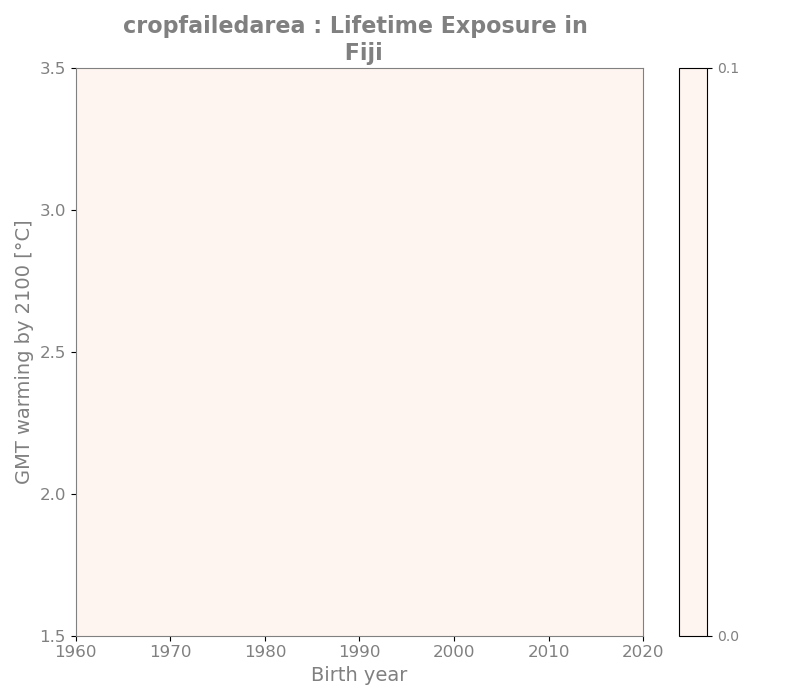 cropfailedarea : Lifetime Exposure in
Fiji
3.5
3.0
2.5
2.0
1.5
GMT warming by 2100 [°C]
1960 1970 1980 1990 2000 2010 2020
Birth year
0.1
0.0